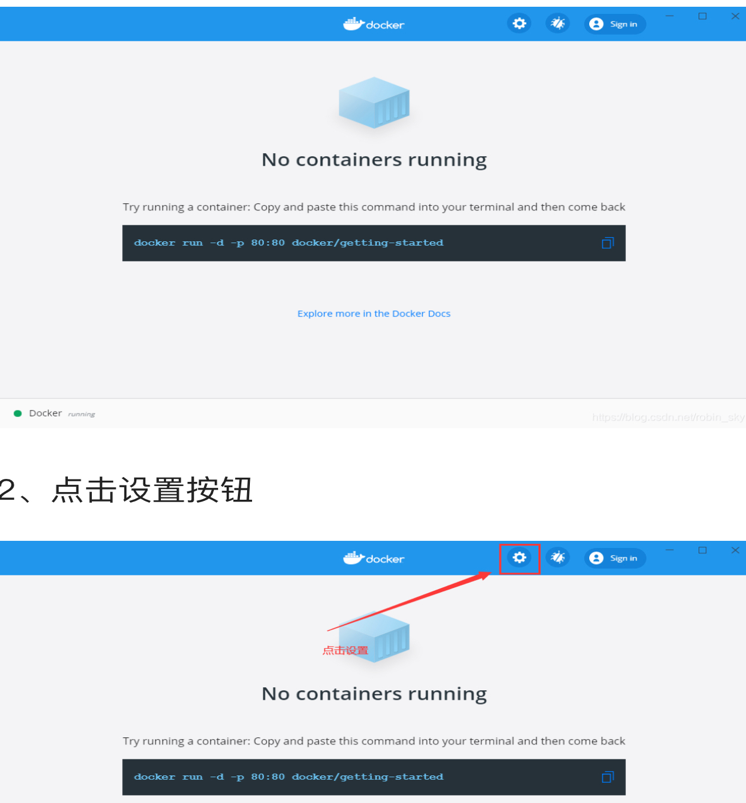 docker
Sign in
No containers running
Try running a container: Copy and paste this command into your terminal and then come back
docker run -d -p 80:80 docker/getting-started
Explore more in the Docker Docs
Docker running
https://blog.csdn.net/robin_sky
2、点击设置按钮
docker
Sign in
点击设置
No containers running
Try running a container: Copy and paste this command into your terminal and then come back
docker run -d -p 80:80 docker/getting-started